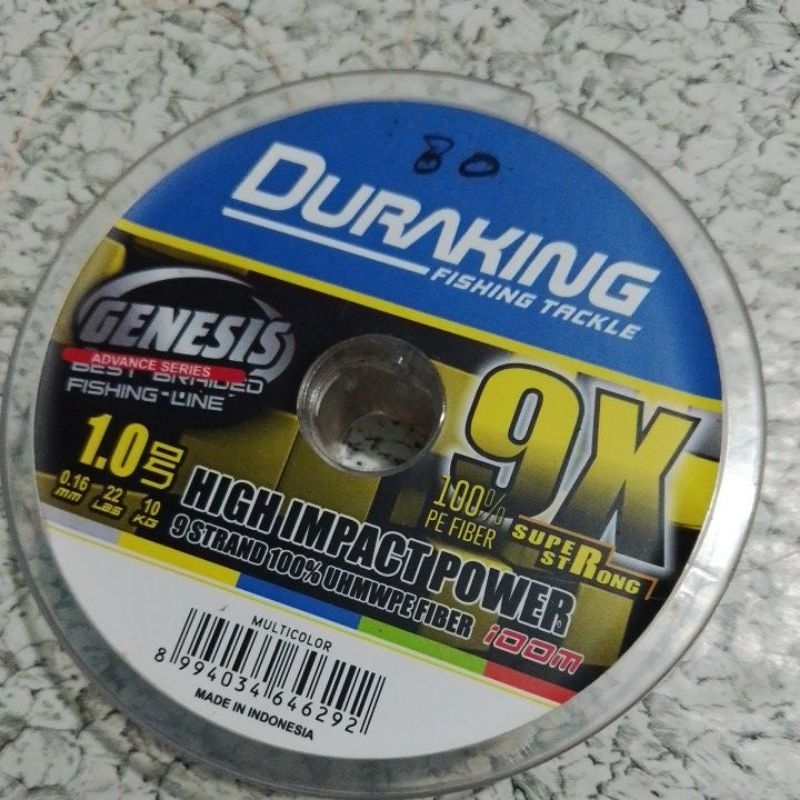 80
DURAKING
FISHING TACKLE
GENESIS
ADVANCE SERIES
BEST BRAIDED
FISHING-LINE
9X
100%
PE FIBER
SUPER
STRONG
1.0号
0.16
mm
22
LBS
10
KG
HIGH IMPACT POWER
9 STRAND 100% UHMWPE FIBER
100m
MULTICOLOR
8 994034 646292
MADE IN INDONESIA